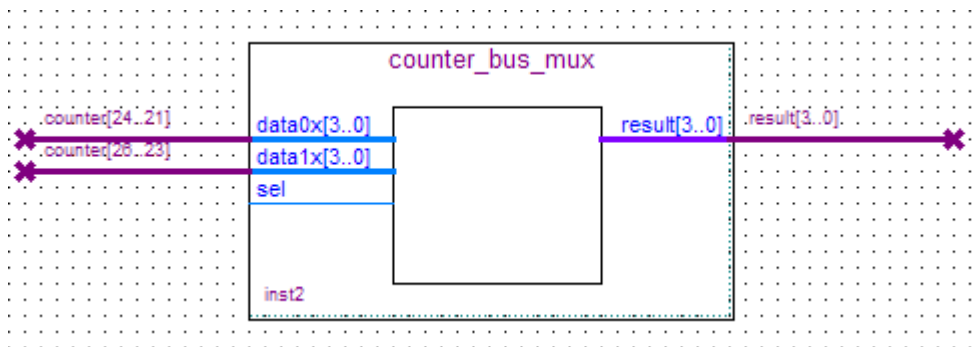 counter_bus_mux
counter[24..21]
data0x[3..0]
result[3..0]
result[3..0]
counter[26..23]
data1x[3..0]
sel
inst2